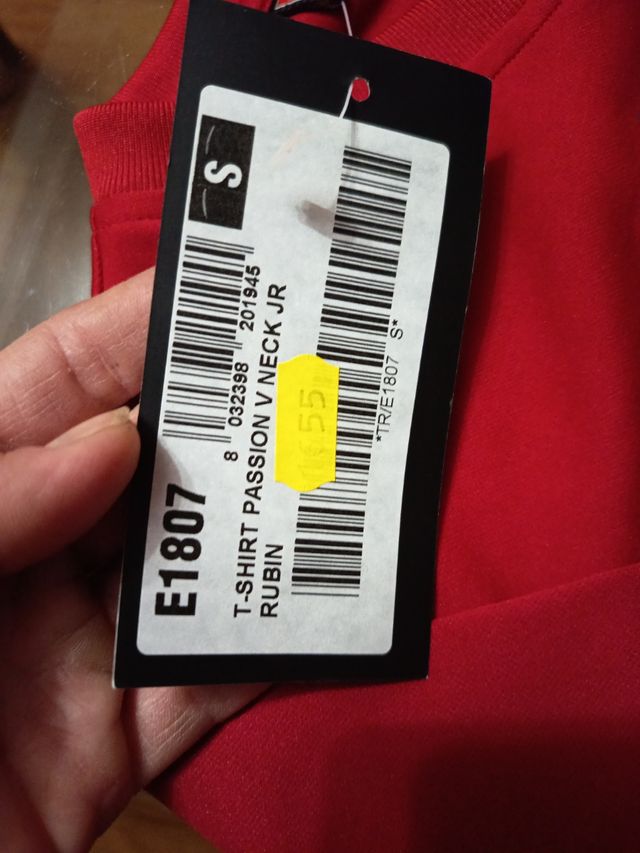 S
8 032398 201945
E1807
T-SHIRT PASSION V NECK JR
RUBIN
*TR/E1807 S*